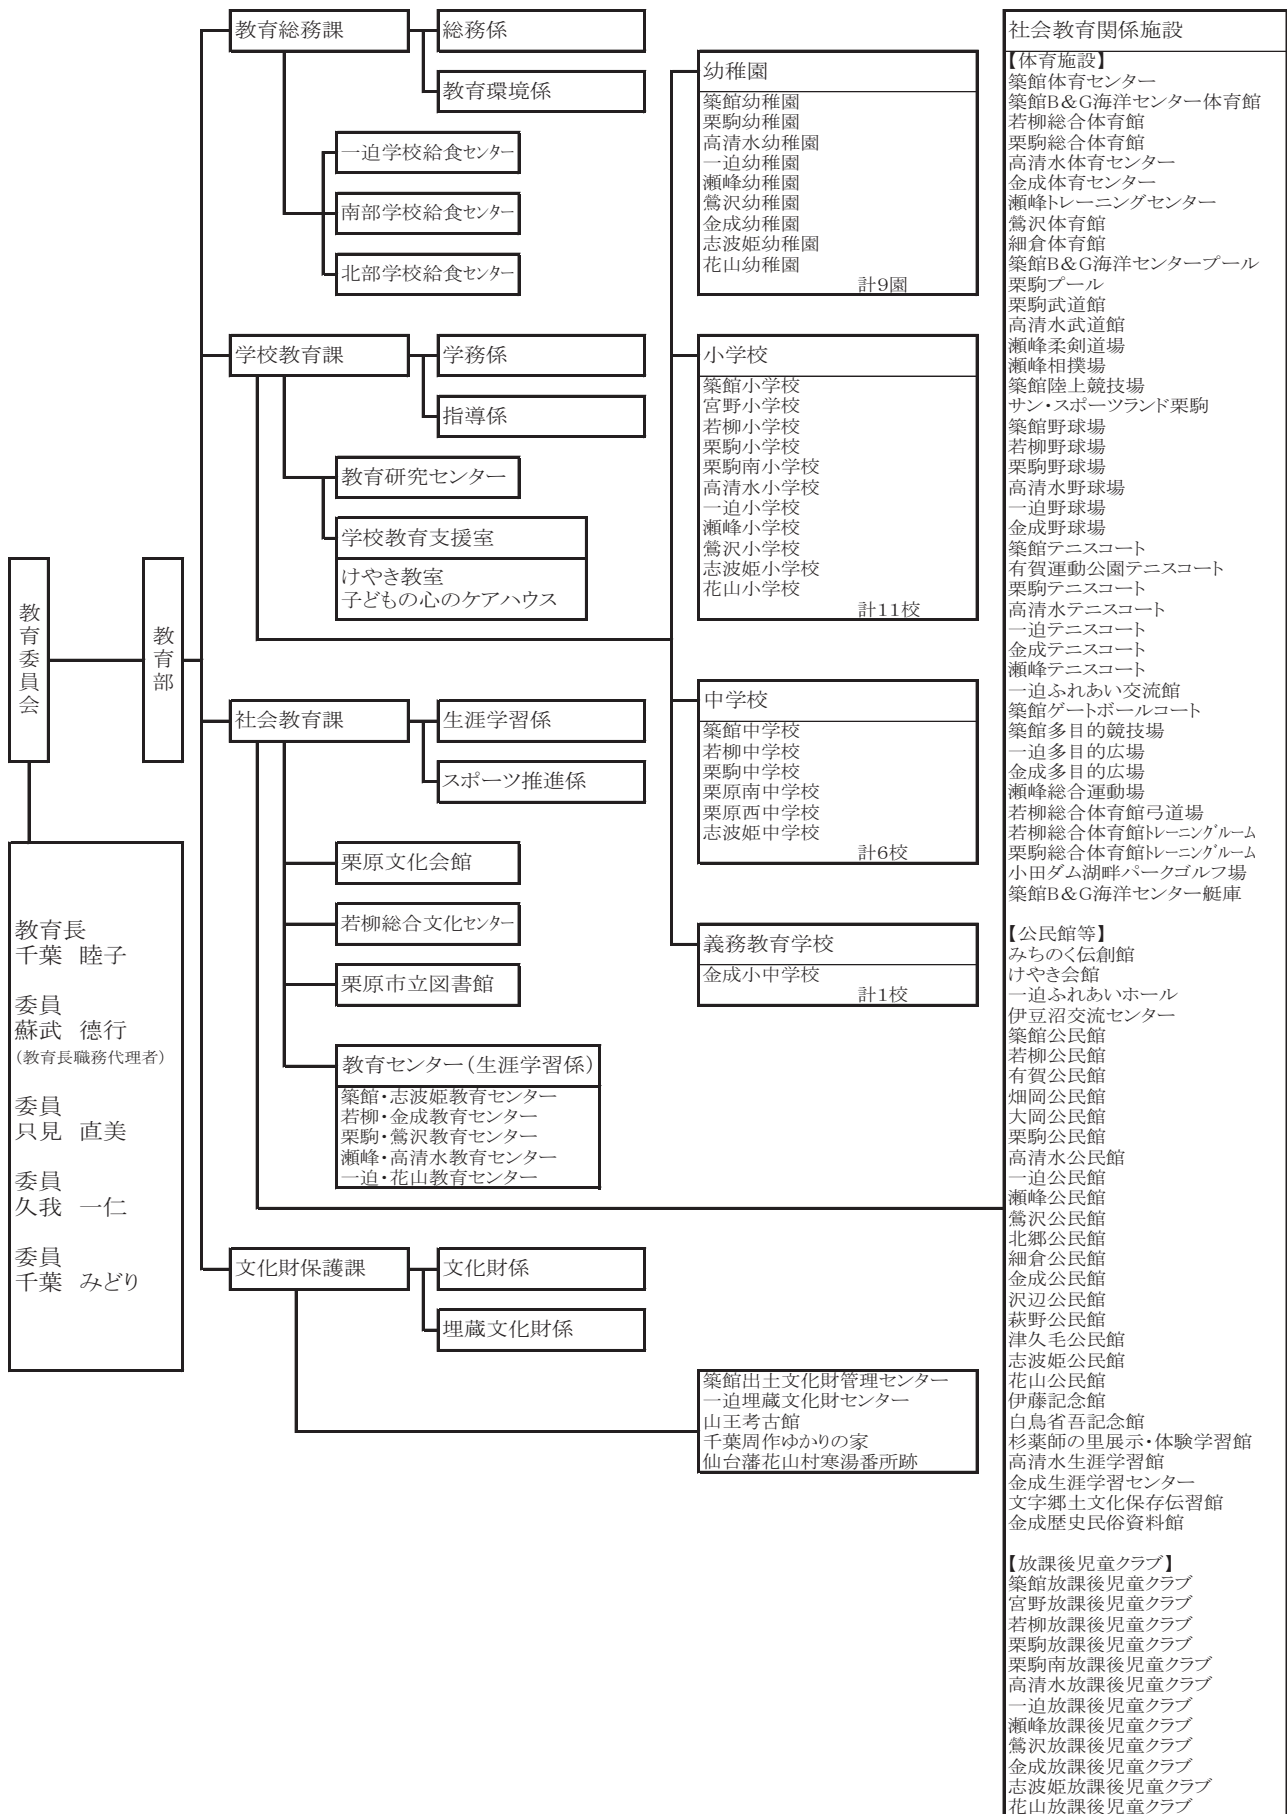 教育委員会
教育長
千葉　睦子
委員
蘇武　德行
(教育長職務代理者)
委員
只見　直美
委員
久我　一仁
委員
千葉　みどり
教育部
教育総務課
総務係
教育環境係
一迫学校給食センター
南部学校給食センター
北部学校給食センター
学校教育課
学務係
指導係
教育研究センター
学校教育支援室
けやき教室
子どもの心のケアハウス
社会教育課
生涯学習係
スポーツ推進係
栗原文化会館
若柳総合文化センター
栗原市立図書館
教育センター(生涯学習係)
築館・志波姫教育センター
若柳・金成教育センター
栗駒・鶯沢教育センター
瀬峰・高清水教育センター
一迫・花山教育センター
文化財保護課
文化財係
埋蔵文化財係
幼稚園
築館幼稚園
栗駒幼稚園
高清水幼稚園
一迫幼稚園
瀬峰幼稚園
鶯沢幼稚園
金成幼稚園
志波姫幼稚園
花山幼稚園
計9園
小学校
築館小学校
宮野小学校
若柳小学校
栗駒小学校
栗駒南小学校
高清水小学校
一迫小学校
瀬峰小学校
鶯沢小学校
志波姫小学校
花山小学校
計11校
中学校
築館中学校
若柳中学校
栗駒中学校
栗原南中学校
栗原西中学校
志波姫中学校
計6校
義務教育学校
金成小中学校
計1校
築館出土文化財管理センター
一迫埋蔵文化財センター
山王考古館
千葉周作ゆかりの家
仙台藩花山村寒湯番所跡
社会教育関係施設
【体育施設】
築館体育センター
築館B&G海洋センター体育館
若柳総合体育館
栗駒総合体育館
高清水体育センター
金成体育センター
瀬峰トレーニングセンター
鶯沢体育館
細倉体育館
築館B&G海洋センタープール
栗駒プール
栗駒武道館
高清水武道館
瀬峰柔剣道場
瀬峰相撲場
築館陸上競技場
サン・スポーツランド栗駒
築館野球場
若柳野球場
栗駒野球場
高清水野球場
一迫野球場
金成野球場
築館テニスコート
有賀運動公園テニスコート
栗駒テニスコート
高清水テニスコート
一迫テニスコート
金成テニスコート
瀬峰テニスコート
一迫ふれあい交流館
築館ゲートボールコート
築館多目的競技場
一迫多目的広場
金成多目的広場
瀬峰総合運動場
若柳総合体育館弓道場
若柳総合体育館トレーニングルーム
栗駒総合体育館トレーニングルーム
小田ダム湖畔パークゴルフ場
築館B&G海洋センター艇庫
【公民館等】
みちのく伝創館
けやき会館
一迫ふれあいホール
伊豆沼交流センター
築館公民館
若柳公民館
有賀公民館
畑岡公民館
大岡公民館
栗駒公民館
高清水公民館
一迫公民館
瀬峰公民館
鶯沢公民館
北郷公民館
細倉公民館
金成公民館
沢辺公民館
萩野公民館
津久毛公民館
志波姫公民館
花山公民館
伊藤記念館
白鳥省吾記念館
杉薬師の里展示・体験学習館
高清水生涯学習館
金成生涯学習センター
文字郷土文化保存伝習館
金成歴史民俗資料館
【放課後児童クラブ】
築館放課後児童クラブ
宮野放課後児童クラブ
若柳放課後児童クラブ
栗駒放課後児童クラブ
栗駒南放課後児童クラブ
高清水放課後児童クラブ
一迫放課後児童クラブ
瀬峰放課後児童クラブ
鶯沢放課後児童クラブ
金成放課後児童クラブ
志波姫放課後児童クラブ
花山放課後児童クラブ